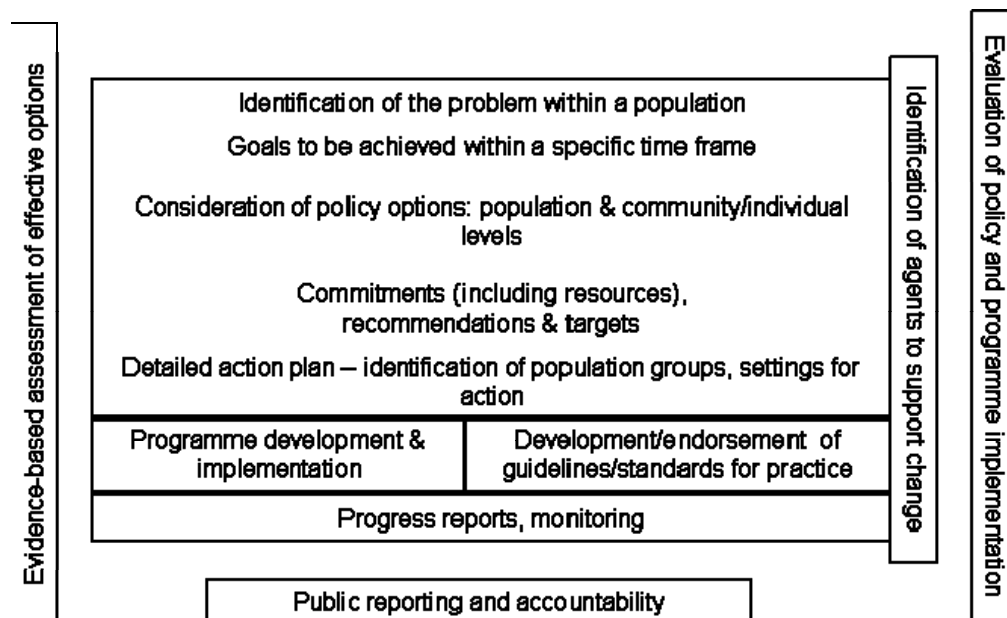 Evidence-based assessment of effective options
Identification of the problem within a population
Goals to be achieved within a specific time frame
Consideration of policy options: population & community/individual
levels
Commitments (including resources),
recommendations & targets
Detailed action plan – identification of population groups, settings for
action
Programme development &
implementation
Development/endorsement of
guidelines/standards for practice
Progress reports, monitoring
Identification of agents to support change
Evaluation of policy and programme implementation
Public reporting and accountability